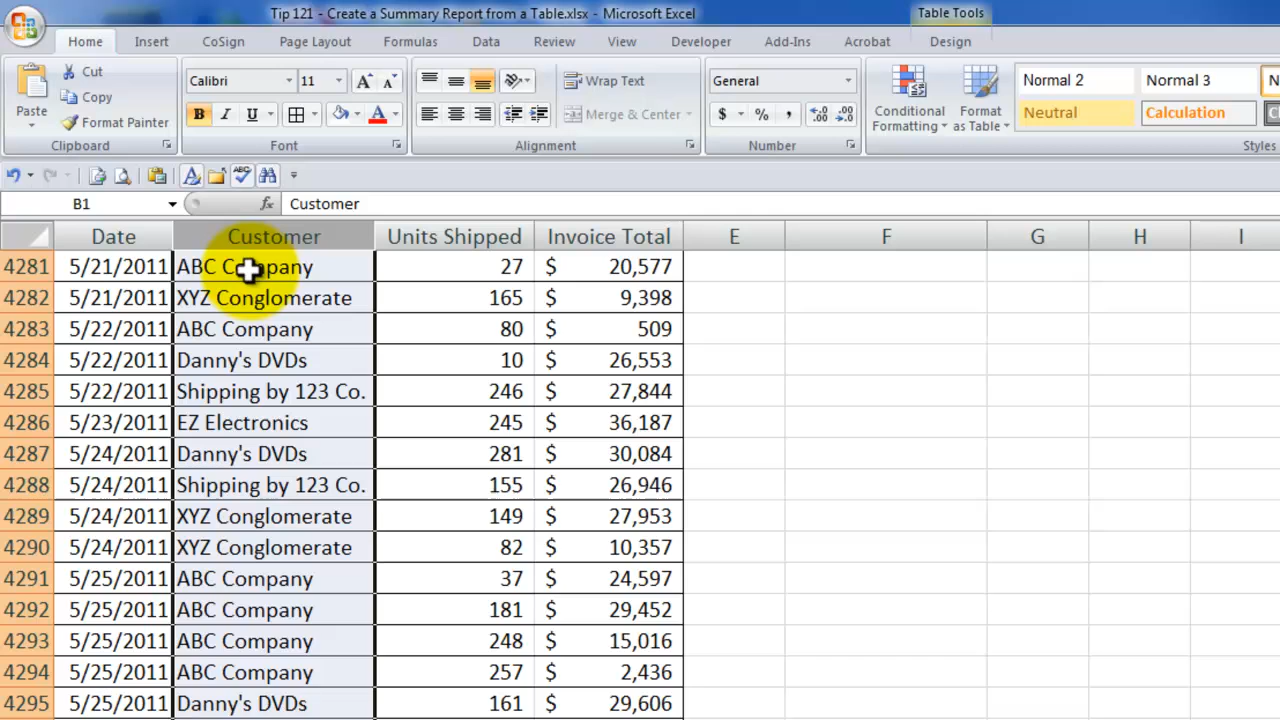 Tip 121 - Create a Summary Report from a Table.xlsx - Microsoft Excel
Table Tools
Home Insert CoSign Page Layout Formulas Data Review View Developer Add-Ins Acrobat Design
Paste
Cut
Copy
Format Painter
Clipboard
Calibri 11
B I U
Font
Wrap Text
Merge & Center
Alignment
General
$ % ,
Number
Conditional Formatting
Format as Table
Normal 2 Normal 3
Neutral Calculation
Styles
B1 fx Customer
Date Customer Units Shipped Invoice Total E F G H I
4281 5/21/2011 ABC Company 27 $ 20,577
4282 5/21/2011 XYZ Conglomerate 165 $ 9,398
4283 5/22/2011 ABC Company 80 $ 509
4284 5/22/2011 Danny's DVDs 10 $ 26,553
4285 5/22/2011 Shipping by 123 Co. 246 $ 27,844
4286 5/23/2011 EZ Electronics 245 $ 36,187
4287 5/24/2011 Danny's DVDs 281 $ 30,084
4288 5/24/2011 Shipping by 123 Co. 155 $ 26,946
4289 5/24/2011 XYZ Conglomerate 149 $ 27,953
4290 5/24/2011 XYZ Conglomerate 82 $ 10,357
4291 5/25/2011 ABC Company 37 $ 24,597
4292 5/25/2011 ABC Company 181 $ 29,452
4293 5/25/2011 ABC Company 248 $ 15,016
4294 5/25/2011 ABC Company 257 $ 2,436
4295 5/25/2011 Danny's DVDs 161 $ 29,606